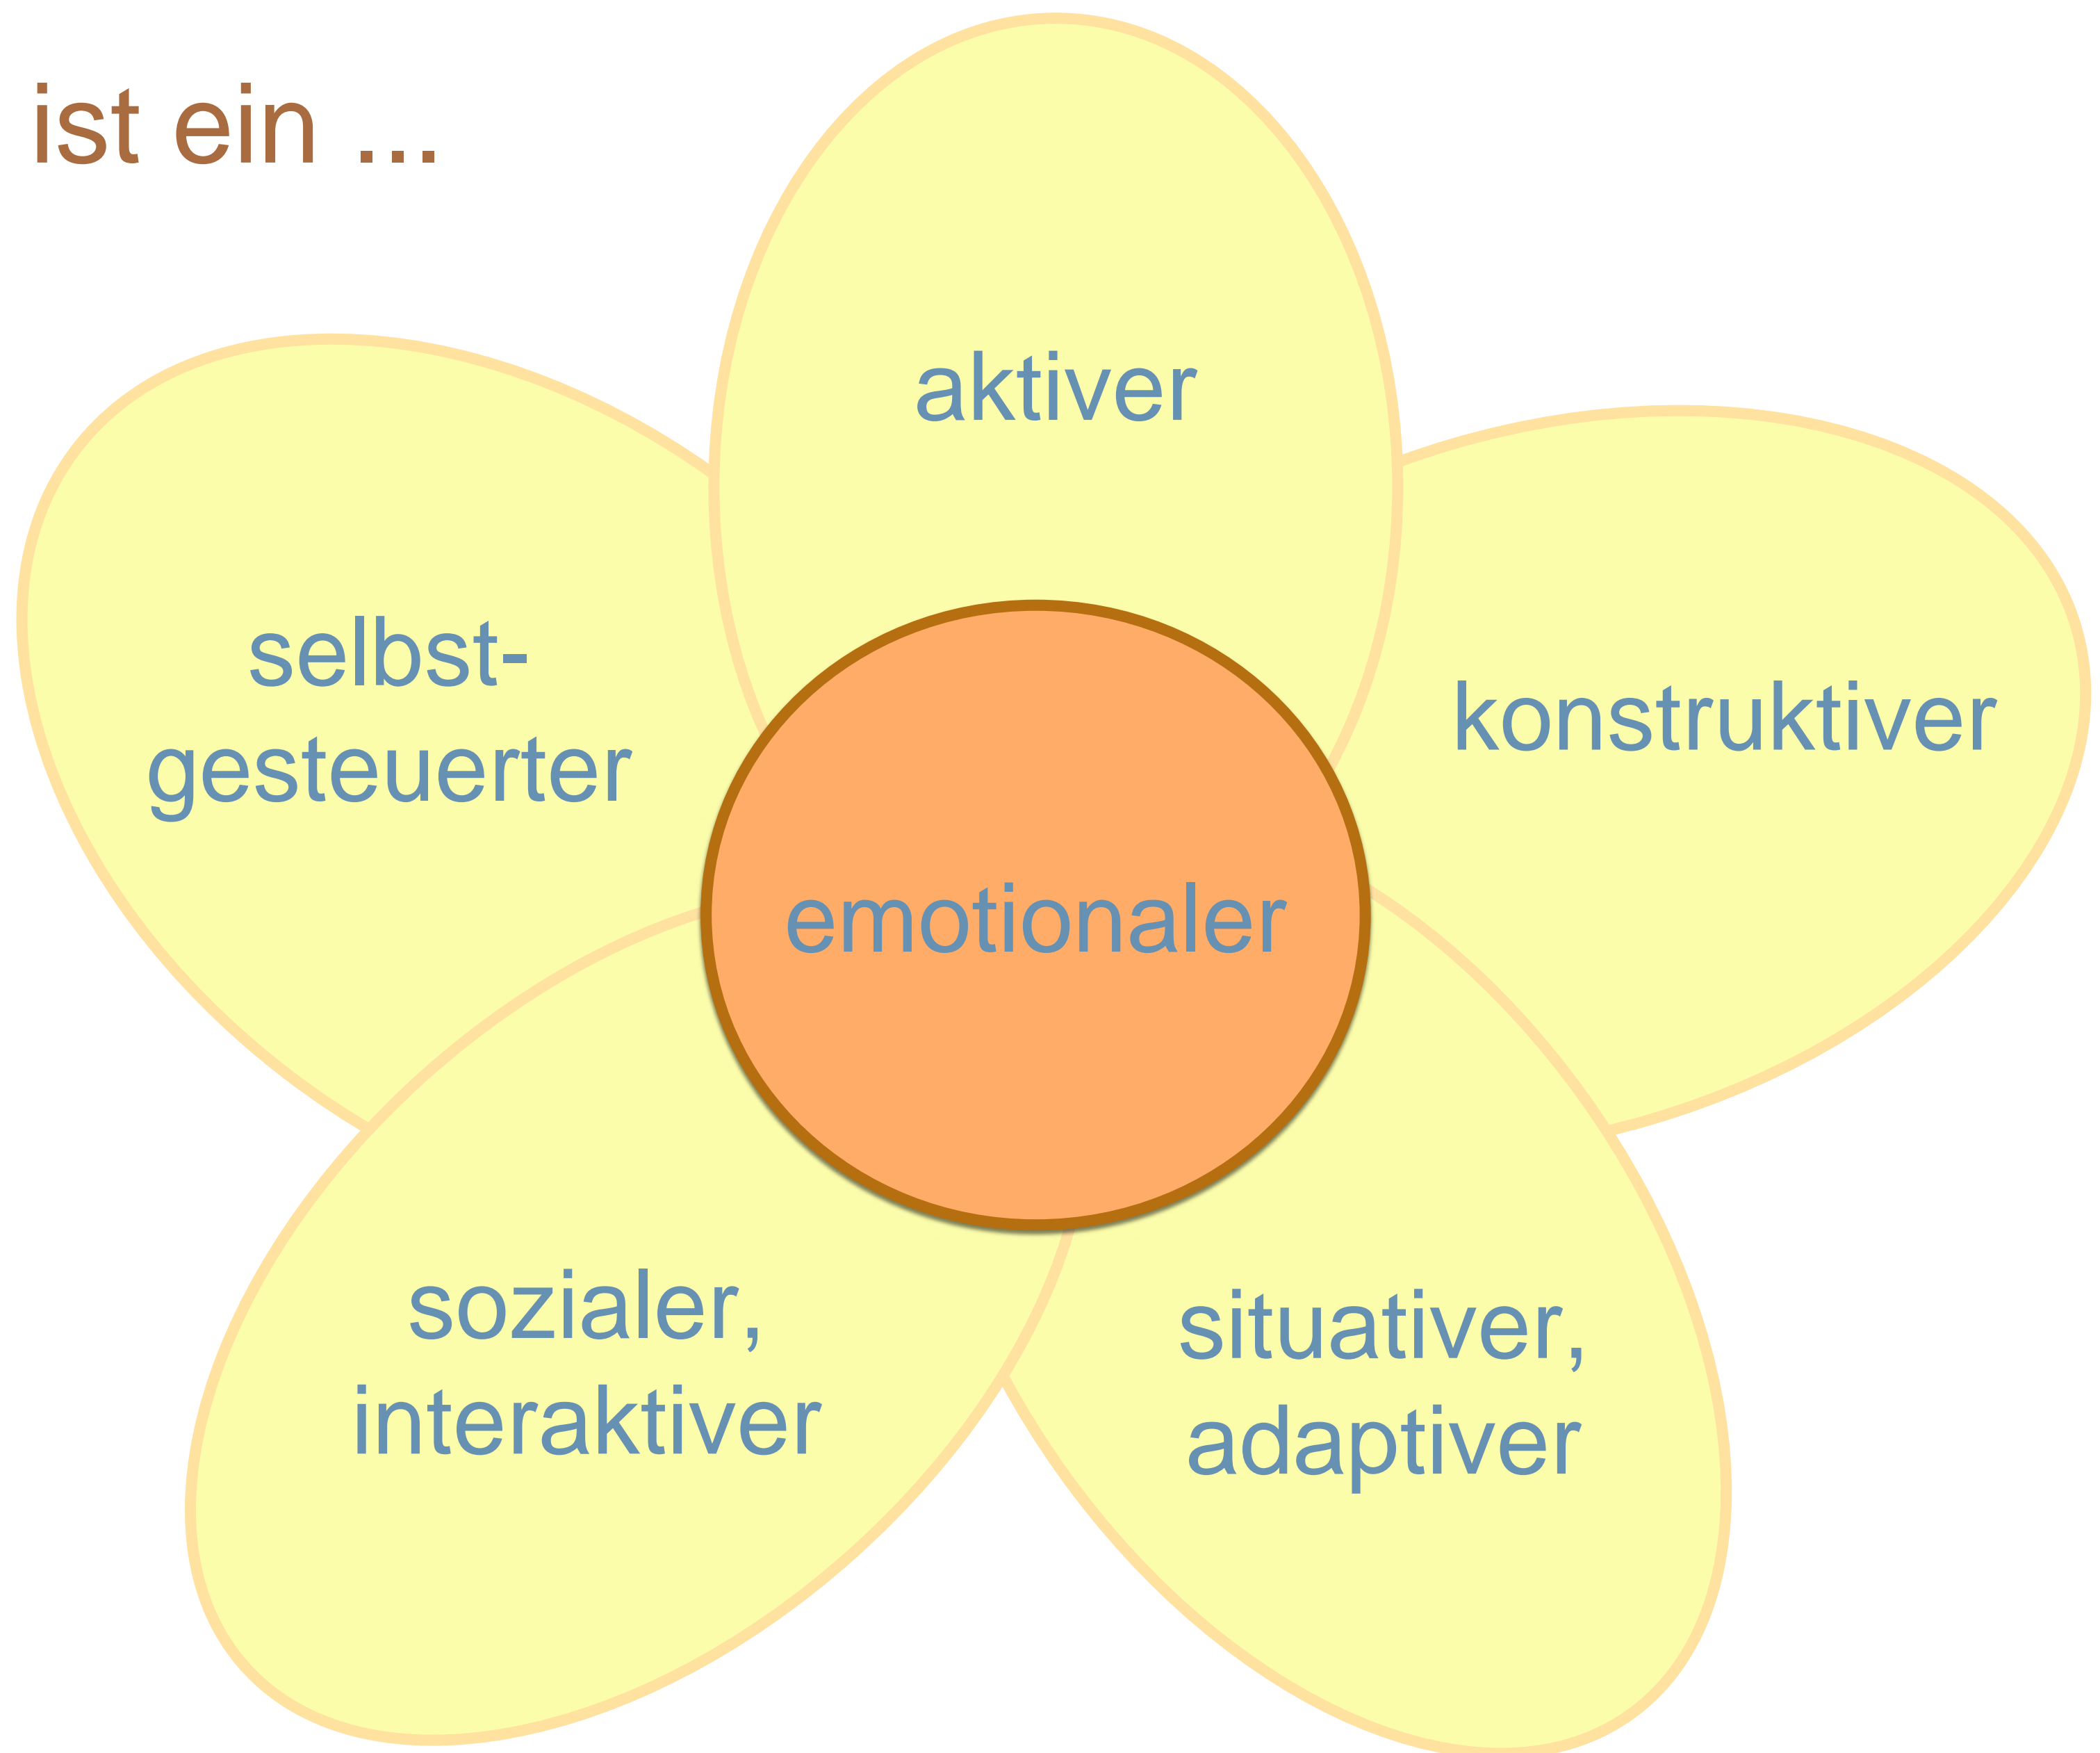 ist ein ...
aktiver
selbst-
gesteuerter
konstruktiver
emotionaler
sozialer,
interaktiver
situativer,
adaptiver